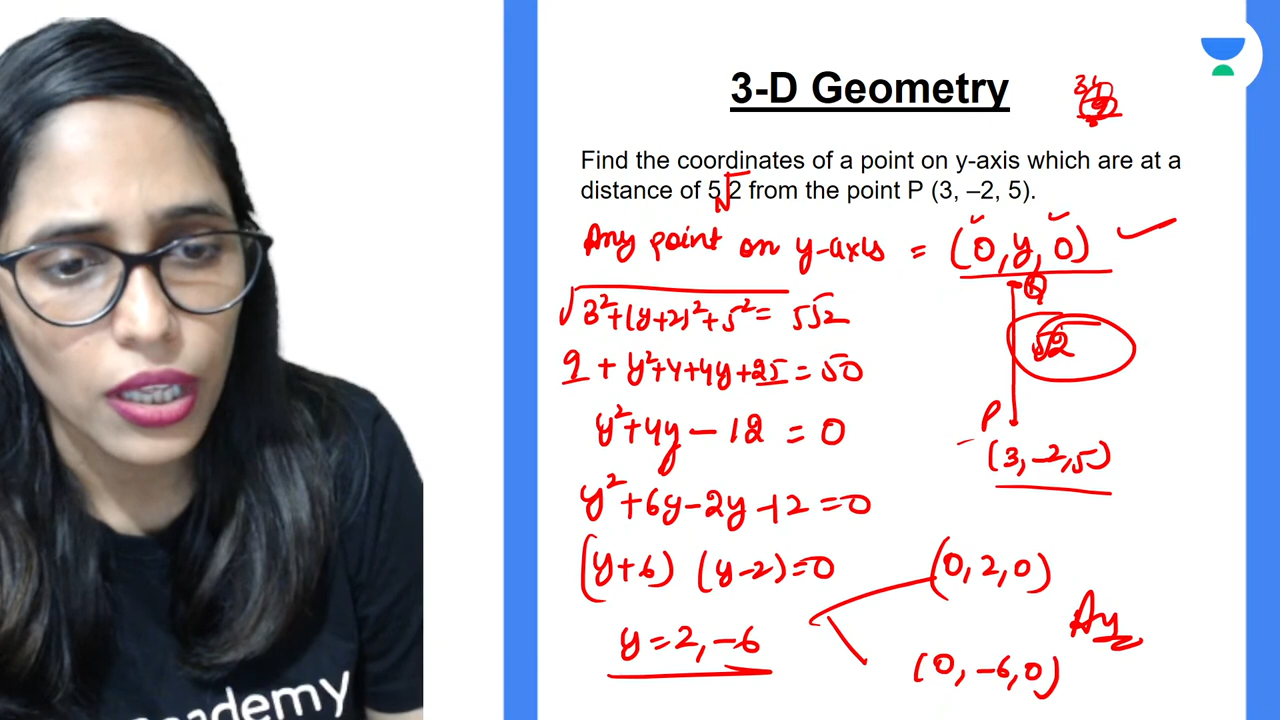 3-D Geometry
Find the coordinates of a point on y-axis which are at a
distance of 5√2 from the point P (3, –2, 5).
Any point on y-axis = (0, y, 0)
√3²+(y+2)²+5² = 5√2
9 + y²+4+4y+25 = 50
y²+4y – 12 = 0
y²+6y–2y–12=0
(y+6) (y–2)=0
y=2,–6
Q
5√2
P
(3,–2,5)
(0,2,0)
(0,–6,0)
Ay
academy